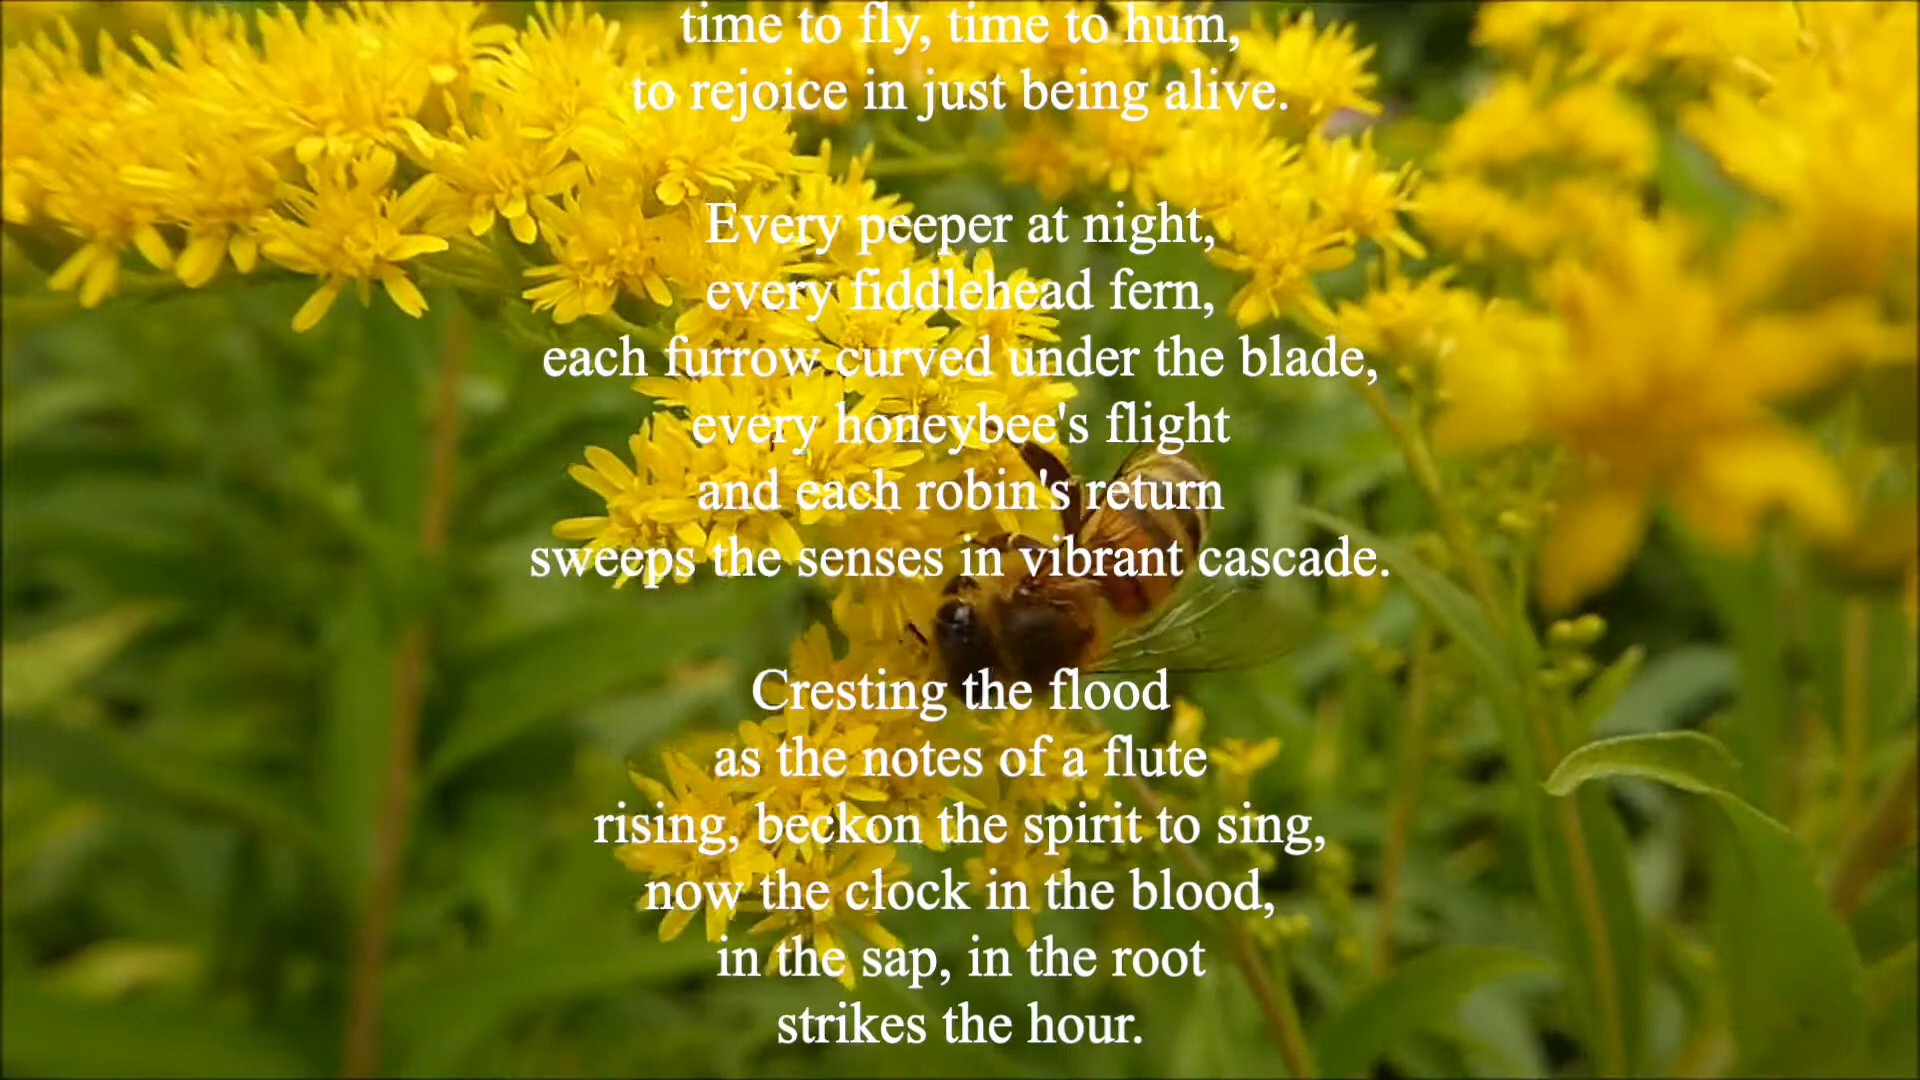 time to fly, time to hum,
to rejoice in just being alive.
Every peeper at night,
every fiddlehead fern,
each furrow curved under the blade,
every honeybee's flight
and each robin's return
sweeps the senses in vibrant cascade.
Cresting the flood
as the notes of a flute
rising, beckon the spirit to sing,
now the clock in the blood,
in the sap, in the root
strikes the hour.